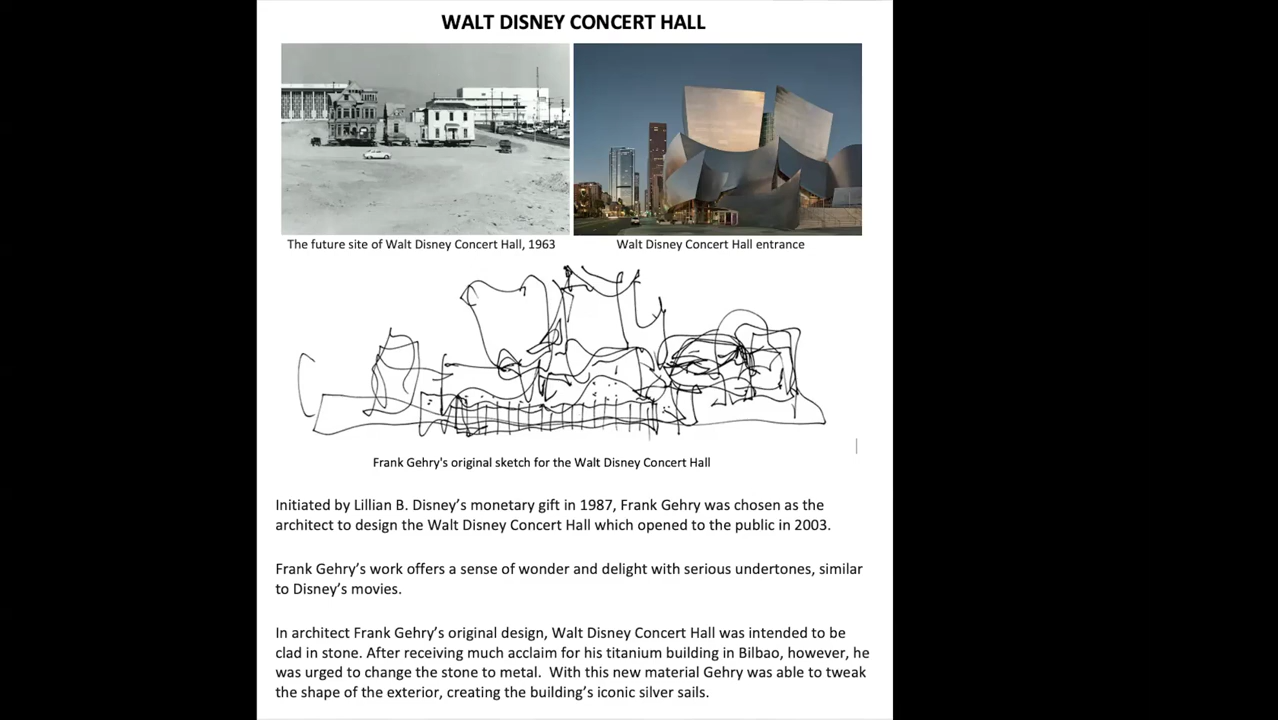 WALT DISNEY CONCERT HALL
The future site of Walt Disney Concert Hall, 1963
Walt Disney Concert Hall entrance
Frank Gehry's original sketch for the Walt Disney Concert Hall
Initiated by Lillian B. Disney’s monetary gift in 1987, Frank Gehry was chosen as the
architect to design the Walt Disney Concert Hall which opened to the public in 2003.
Frank Gehry’s work offers a sense of wonder and delight with serious undertones, similar
to Disney’s movies.
In architect Frank Gehry’s original design, Walt Disney Concert Hall was intended to be
clad in stone. After receiving much acclaim for his titanium building in Bilbao, however, he
was urged to change the stone to metal.  With this new material Gehry was able to tweak
the shape of the exterior, creating the building’s iconic silver sails.